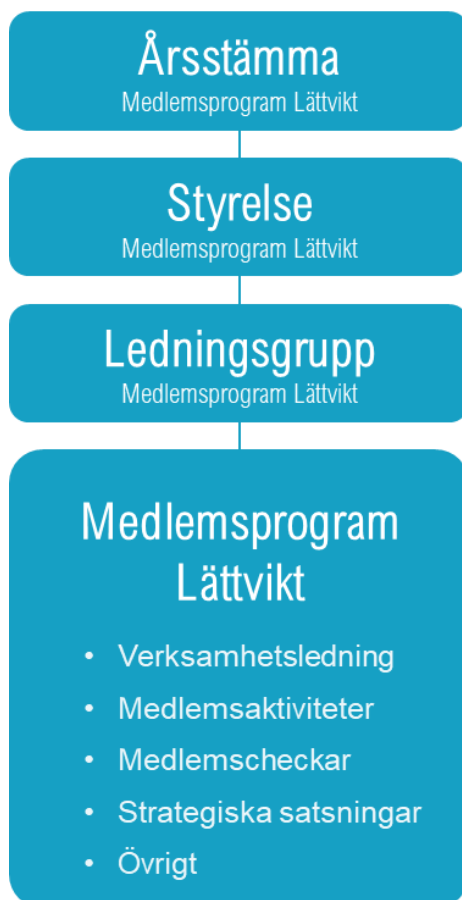 Årsstämma
Medlemsprogram Lättvikt
Styrelse
Medlemsprogram Lättvikt
Ledningsgrupp
Medlemsprogram Lättvikt
Medlemsprogram
Lättvikt
• Verksamhetsledning
• Medlemsaktiviteter
• Medlemscheckar
• Strategiska satsningar
• Övrigt